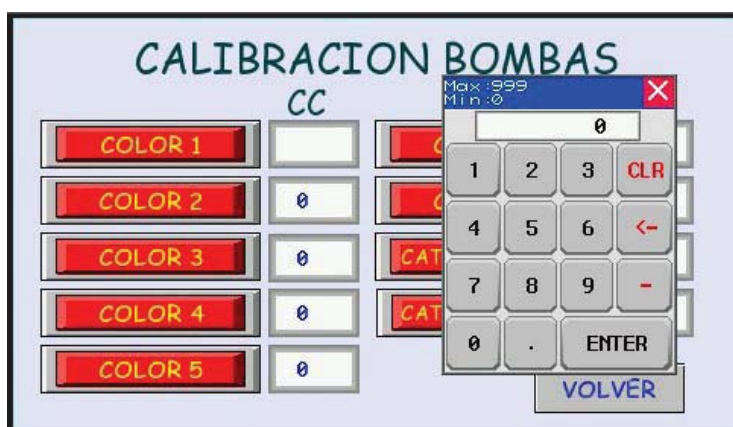 CALIBRACION BOMBAS
CC
COLOR 1
COLOR 2 0
COLOR 3 0
COLOR 4 0
COLOR 5 0
CAT
CAT
Max:999
Min:0
0
1 2 3 CLR
4 5 6 <-
7 8 9 -
0 . ENTER
VOLVER